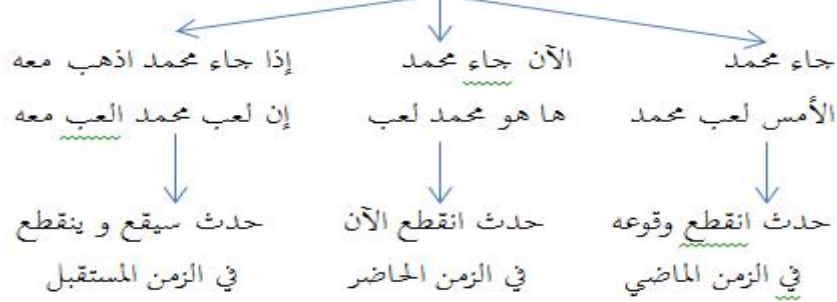 جاء محمد
الأمس لعب محمد
حدث انقطع وقوعه
في الزمن الماضي
الآن جاء محمد
ها هو محمد لعب
حدث انقطع الآن
في الزمن الحاضر
إذا جاء محمد اذهب معه
إن لعب محمد العب معه
حدث سيقع و ينقطع
في الزمن المستقبل